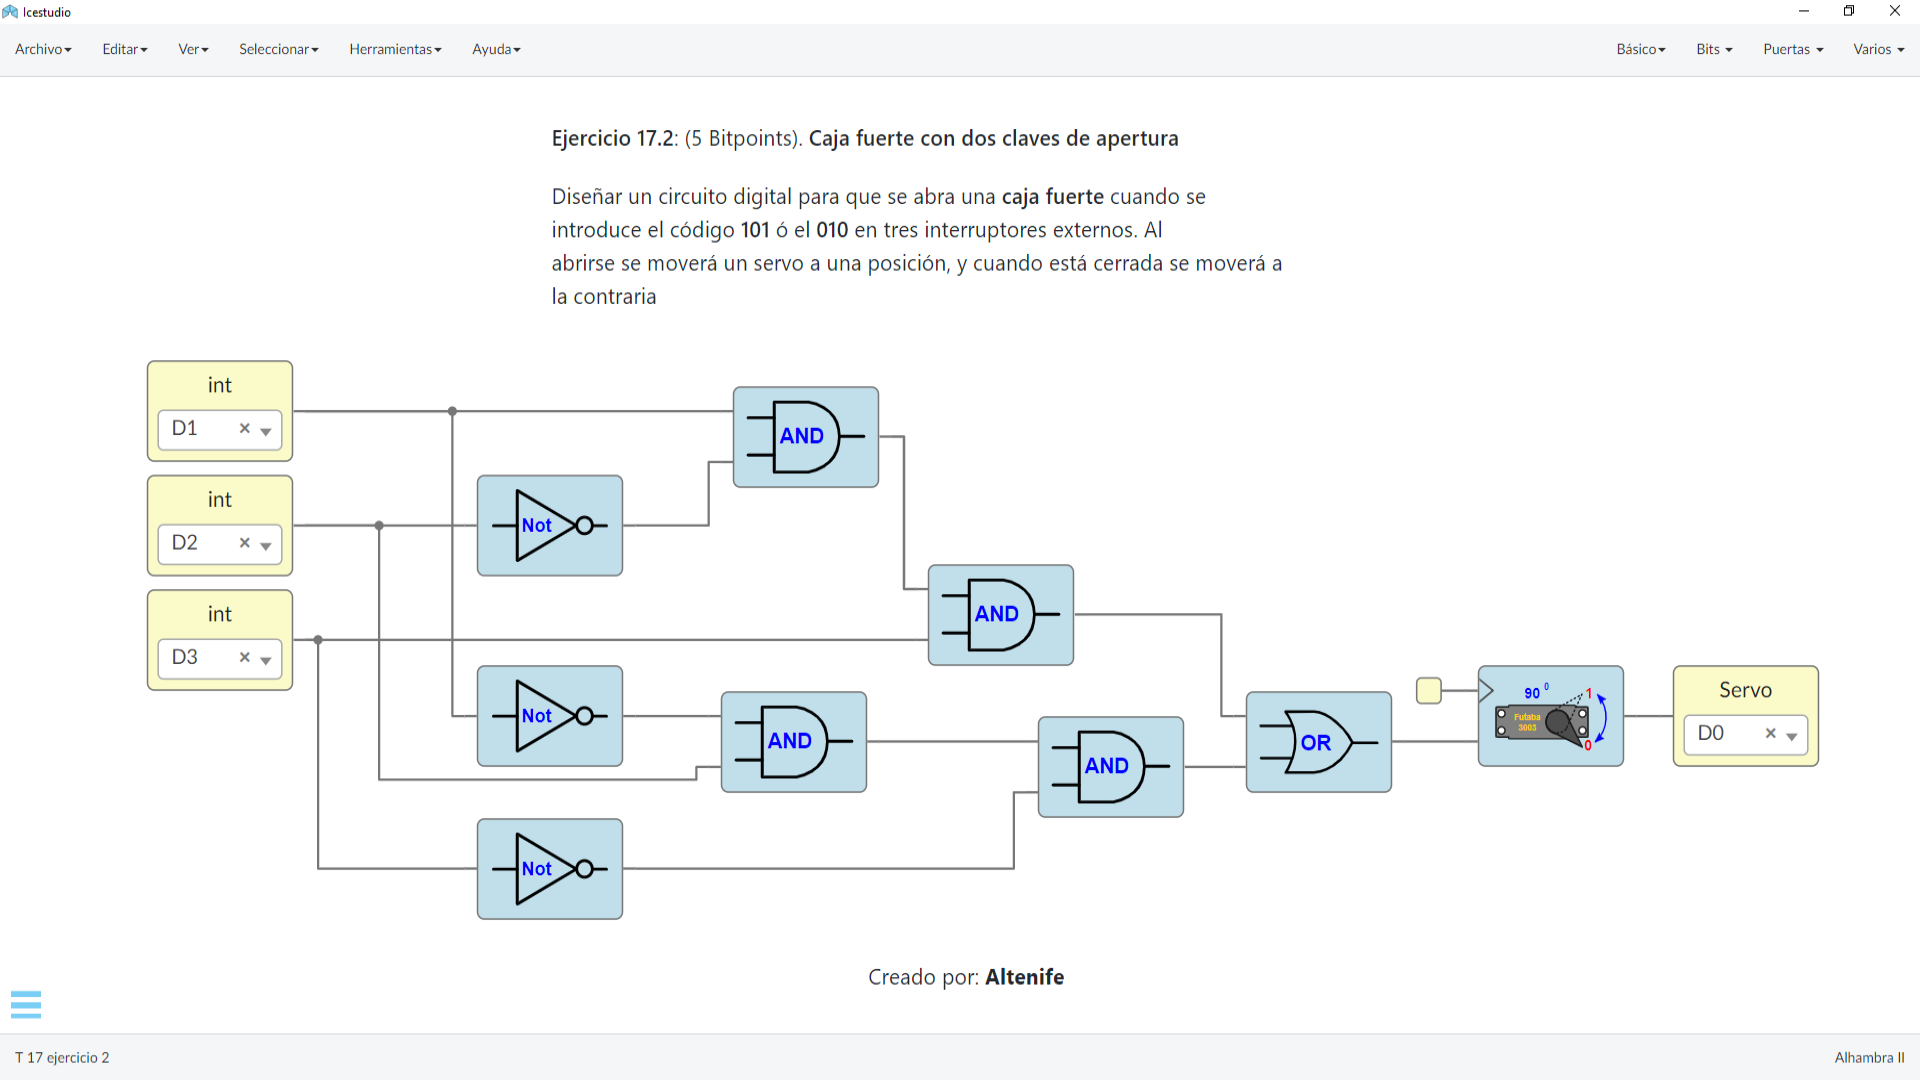 Icestudio
Archivo Editar Ver Seleccionar Herramientas Ayuda Básico Bits Puertas Varios
Ejercicio 17.2: (5 Bitpoints). Caja fuerte con dos claves de apertura
Diseñar un circuito digital para que se abra una caja fuerte cuando se
introduce el código 101 ó el 010 en tres interruptores externos. Al
abrirse se moverá un servo a una posición, y cuando está cerrada se moverá a
la contraria
int
D1
AND
int
D2
Not
AND
int
D3
Not
AND
AND
OR
90 0
1
Futaba
3003
0
Servo
D0
Not
Creado por: Altenife
T 17 ejercicio 2
Alhambra II